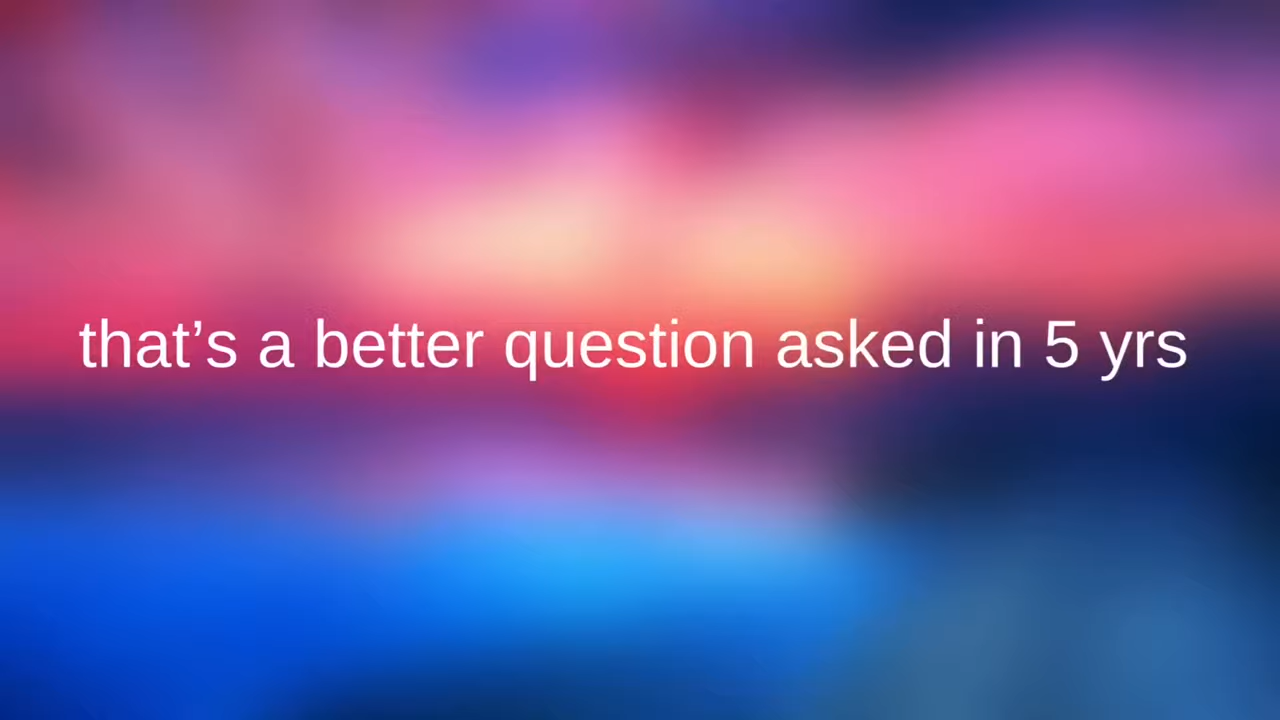 that’s a better question asked in 5 yrs